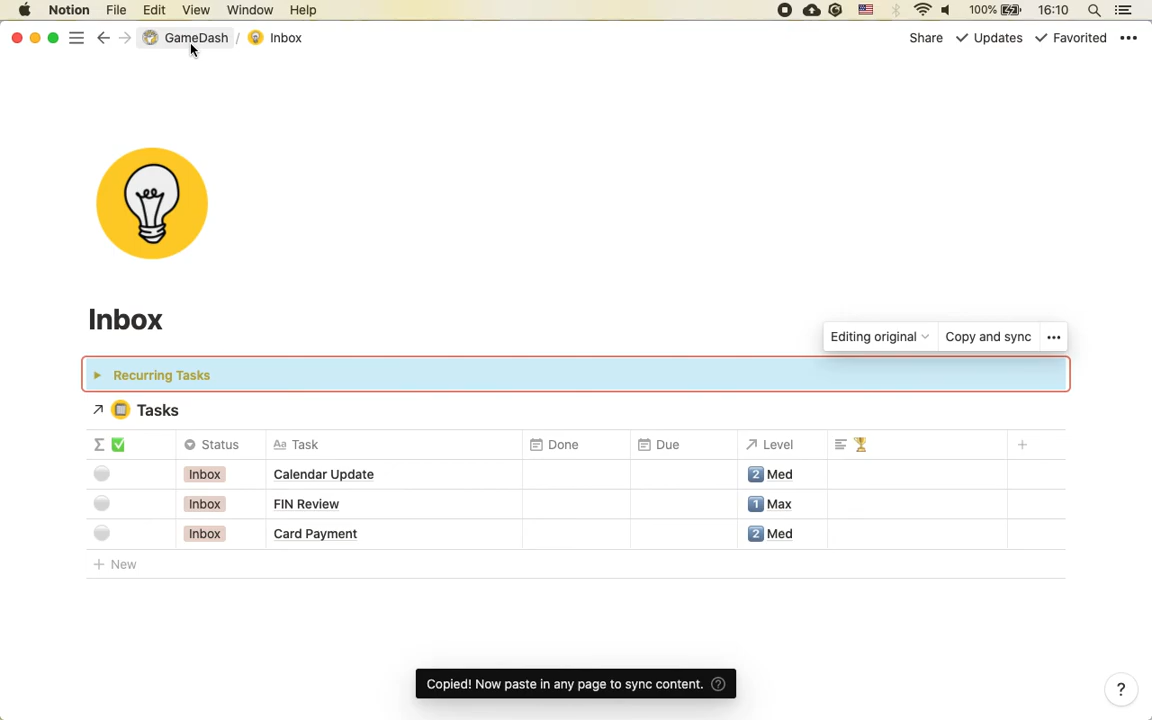 Notion File Edit View Window Help 100% 16:10
GameDash / Inbox Share Updates Favorited •••
Inbox
Editing original Copy and sync •••
Recurring Tasks
Tasks
Σ ✅ Status Aa Task Done Due Level 🏆 +
Inbox Calendar Update 2 Med
Inbox FIN Review 1 Max
Inbox Card Payment 2 Med
+ New
Copied! Now paste in any page to sync content. ?
?